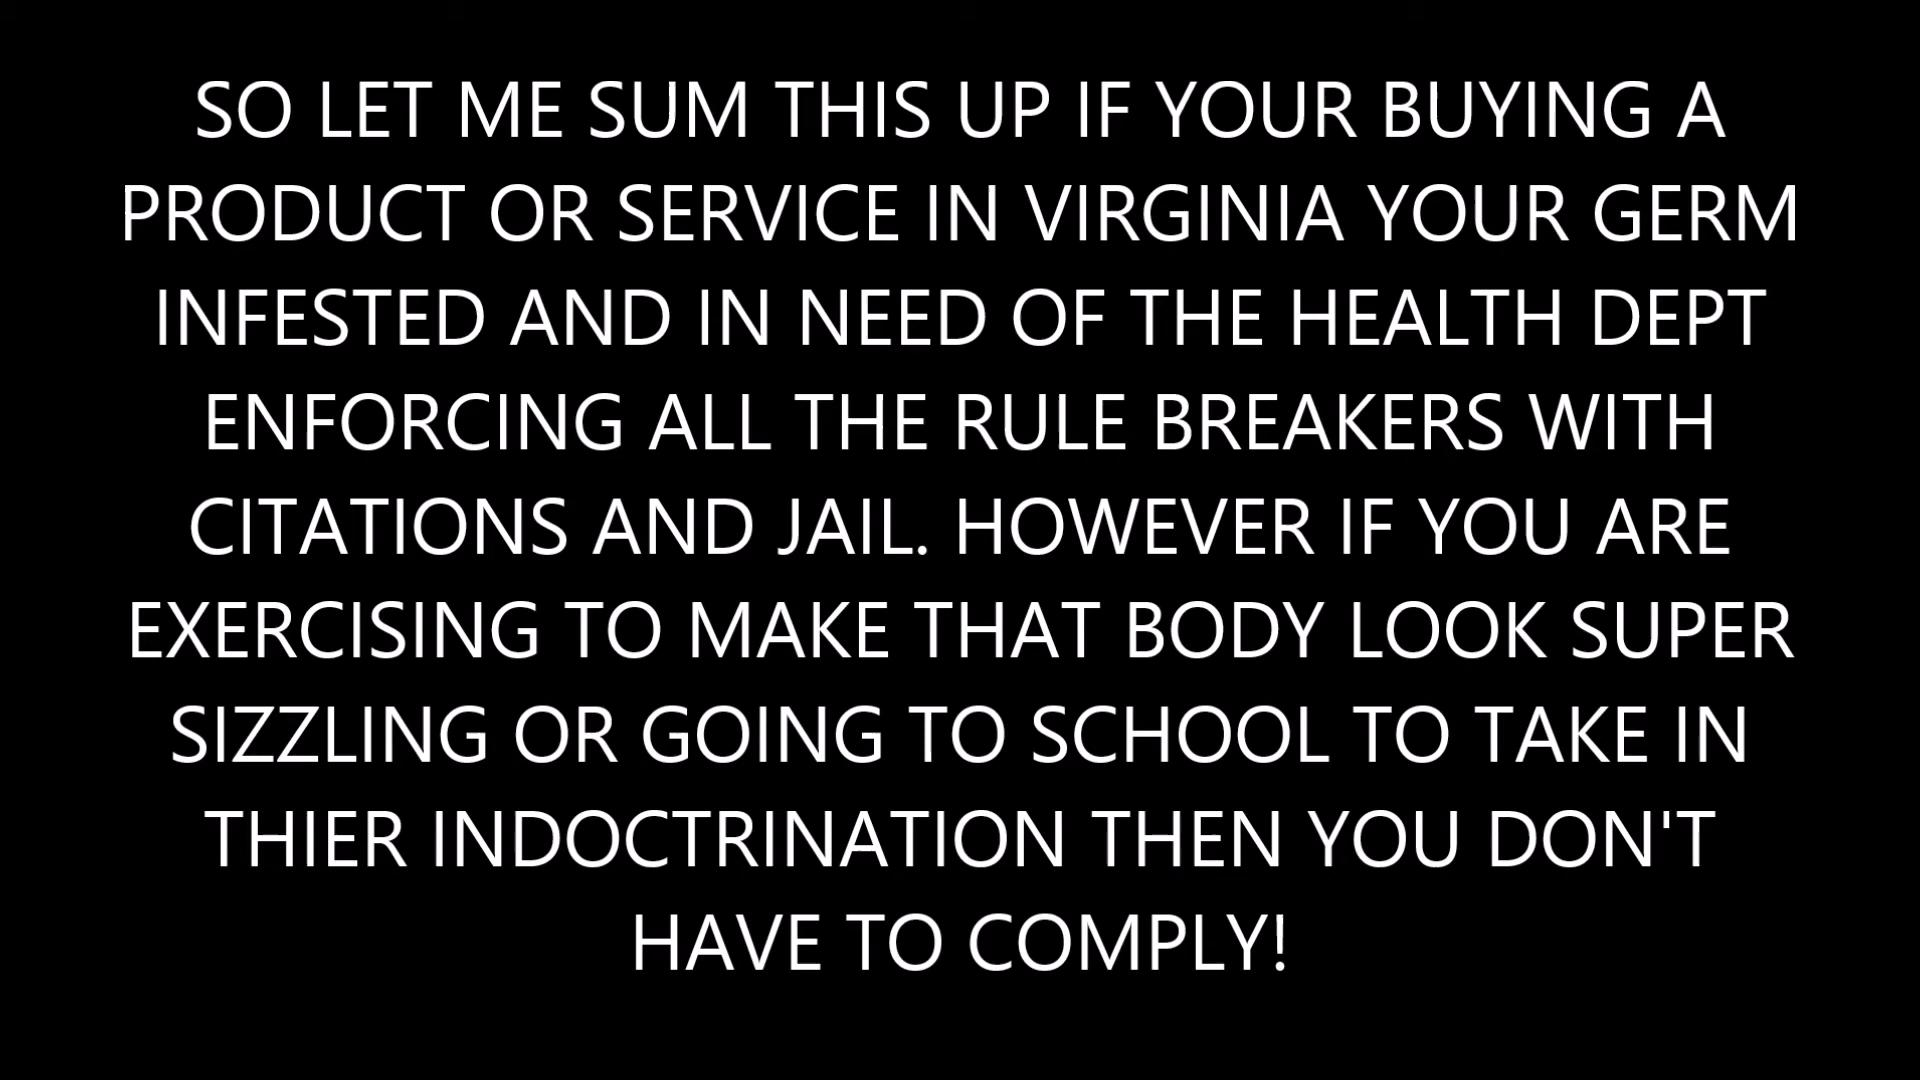 SO LET ME SUM THIS UP IF YOUR BUYING A
PRODUCT OR SERVICE IN VIRGINIA YOUR GERM
INFESTED AND IN NEED OF THE HEALTH DEPT
ENFORCING ALL THE RULE BREAKERS WITH
CITATIONS AND JAIL. HOWEVER IF YOU ARE
EXERCISING TO MAKE THAT BODY LOOK SUPER
SIZZLING OR GOING TO SCHOOL TO TAKE IN
THIER INDOCTRINATION THEN YOU DON'T
HAVE TO COMPLY!